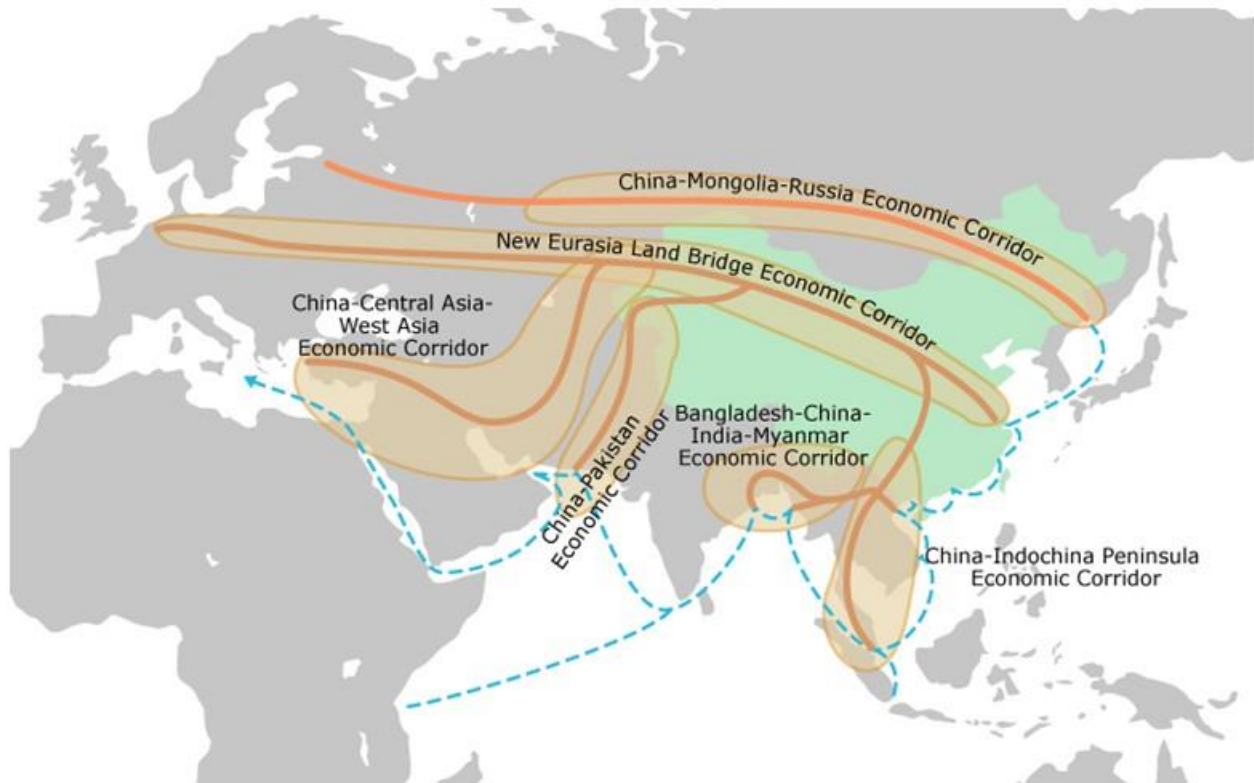 China-Mongolia-Russia Economic Corridor
New Eurasia Land Bridge Economic Corridor
China-Central Asia-
West Asia
Economic Corridor
China-Pakistan
Economic Corridor
Bangladesh-China-
India-Myanmar
Economic Corridor
China-Indochina Peninsula
Economic Corridor